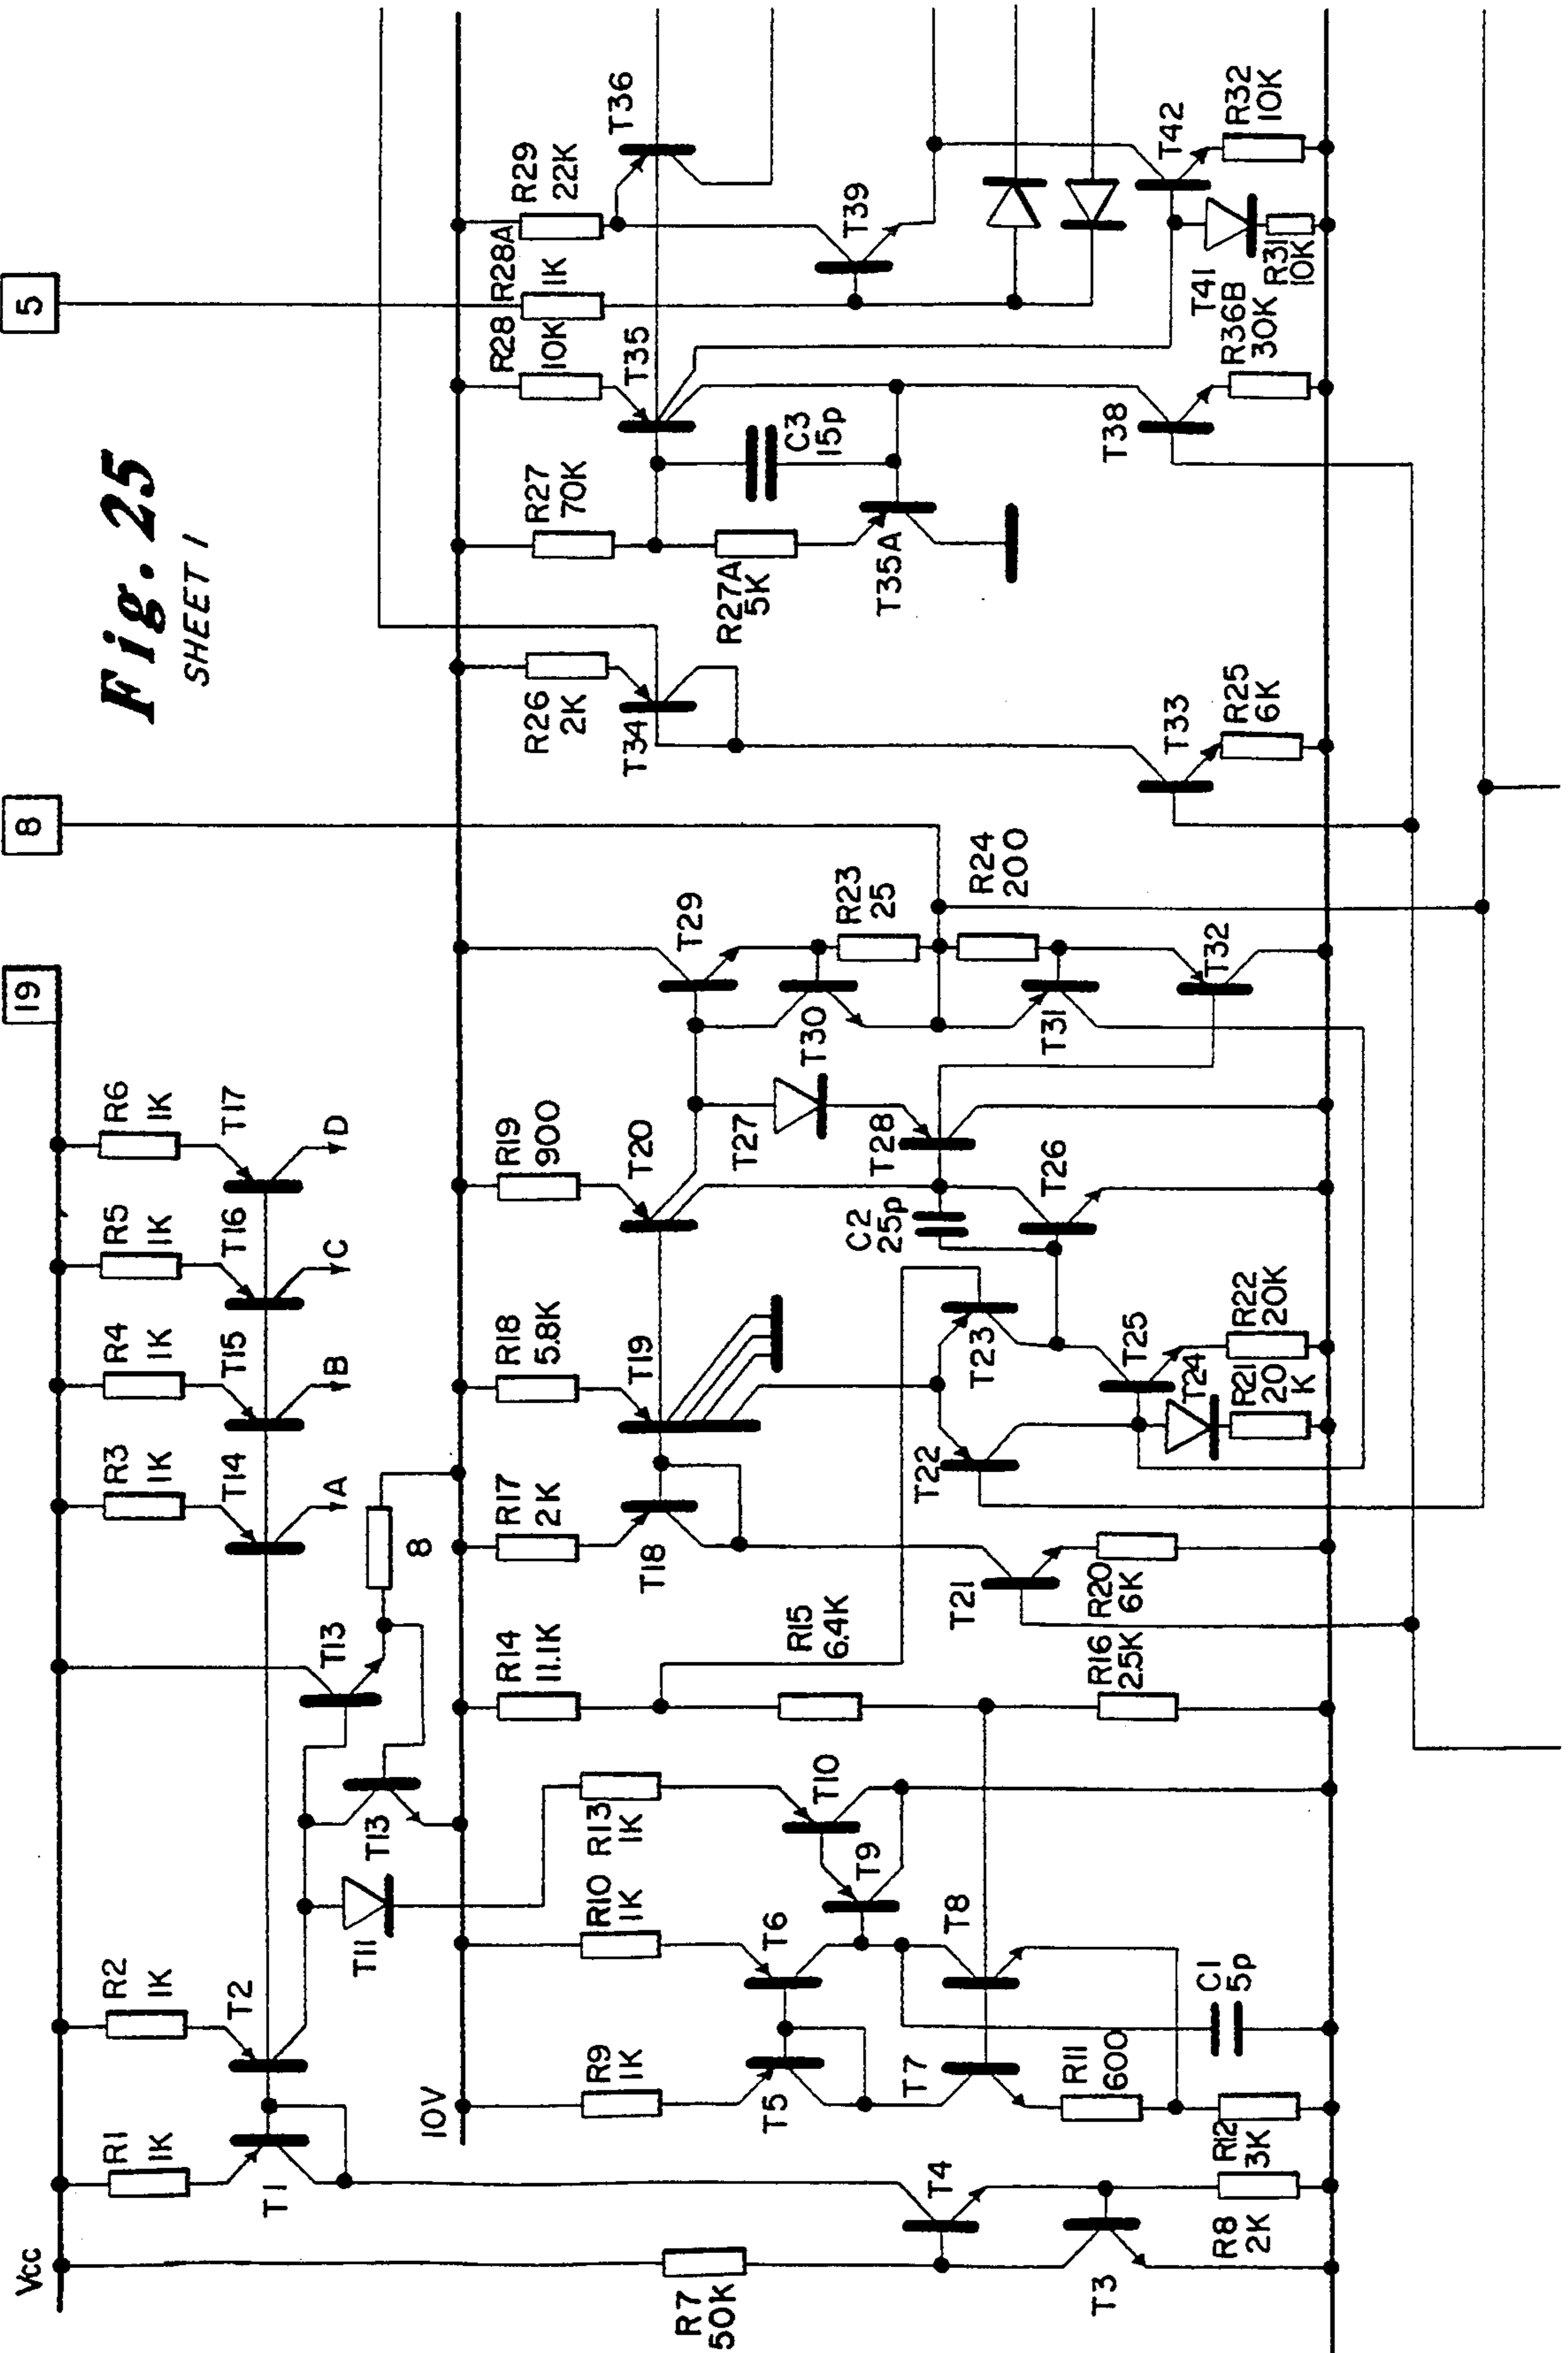 Fig. 25
SHEET 1
Vcc
19
8
5
R1
1K
R2
1K
R3
1K
R4
1K
R5
1K
R6
1K
T1
T2
T14
T15
T16
T17
A
B
C
D
T11
T13
T13
8
10V
R9
1K
R10
1K
R13
1K
R14
11.1K
R17
2K
R18
5.8K
R19
900
R26
2K
R27
70K
R28
10K
R28A
1K
R29
22K
T5
T6
T9
T10
T18
T19
T20
T29
T34
T35
T36
R7
50K
R15
6.4K
T27
T30
R23
25
R27A
5K
C3
15p
T39
T4
T7
T8
T21
T22
T23
C2
25p
T28
T26
T31
R24
200
T32
T35A
T3
R8
2K
R12
3K
R11
600
C1
5p
R16
25K
R20
6K
T24
R21
20
K
T25
R22
20K
T33
R25
6K
T38
R36B
30K
T41
R31
10K
T42
R32
10K